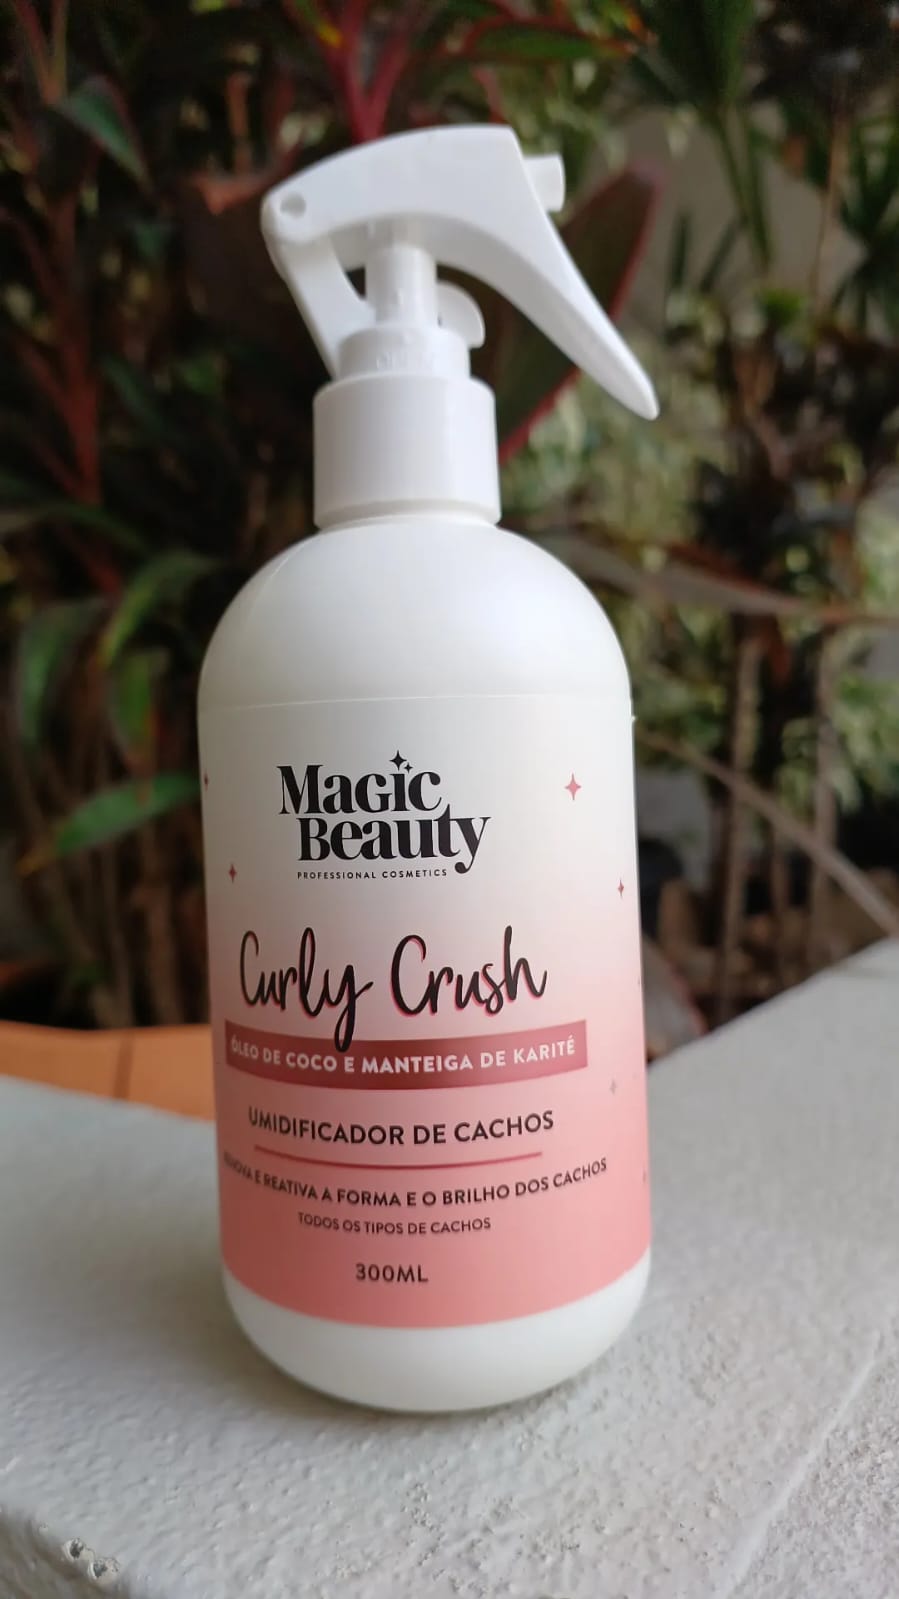 Magic
Beauty
PROFESSIONAL COSMETICS
Curly Crush
ÓLEO DE COCO E MANTEIGA DE KARITÉ
UMIDIFICADOR DE CACHOS
E REATIVA A FORMA E O BRILHO DOS CACHOS
TODOS OS TIPOS DE CACHOS
300ML